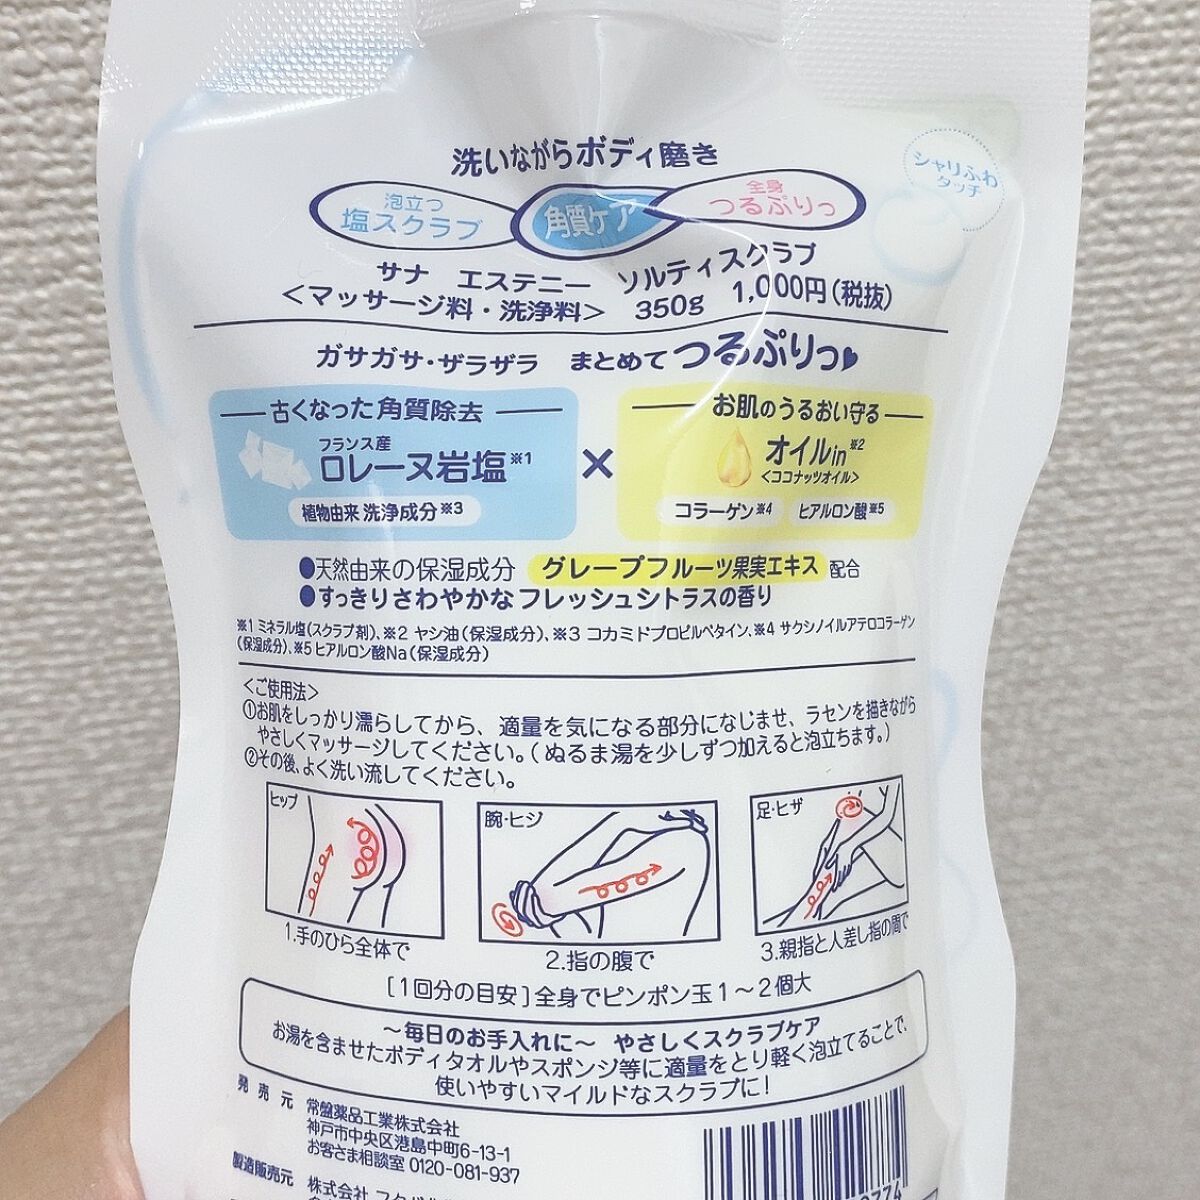 洗いながらボディ磨き
シャリふわ
タッチ
泡立つ
塩スクラブ
角質ケア
全身
つるぷりっ
サナ エステニー ソルティスクラブ
＜マッサージ料・洗浄料＞ 350g 1,000円(税抜)
ガサガサ・ザラザラ まとめて つるぷりっ♥
古くなった角質除去
フランス産
ロレーヌ岩塩※1
植物由来 洗浄成分※3
×
お肌のうるおい守る
オイルin※2
＜ココナッツオイル＞
コラーゲン※4 ヒアルロン酸※5
●天然由来の保湿成分 グレープフルーツ果実エキス 配合
●すっきりさわやかなフレッシュシトラスの香り
※1 ミネラル塩(スクラブ剤)、※2 ヤシ油(保湿成分)、※3 コカミドプロピルベタイン、※4 サクシノイルアテロコラーゲン
(保湿成分)、※5 ヒアルロン酸Na(保湿成分)
＜ご使用法＞
①お肌をしっかり濡らしてから、適量を気になる部分になじませ、ラセンを描きながら
やさしくマッサージしてください。(ぬるま湯を少しずつ加えると泡立ちます。)
②その後、よく洗い流してください。
ヒップ
1.手のひら全体で
腕・ヒジ
2.指の腹で
足・ヒザ
3.親指と人差し指の間で
[1回分の目安]全身でピンポン玉1～2個大
～毎日のお手入れに～ やさしくスクラブケア
お湯を含ませたボディタオルやスポンジ等に適量をとり軽く泡立てることで、
使いやすいマイルドなスクラブに!
発売元 常盤薬品工業株式会社
神戸市中央区港島中町6-13-1
お客さま相談室 0120-081-937
製造販売元 株式会社